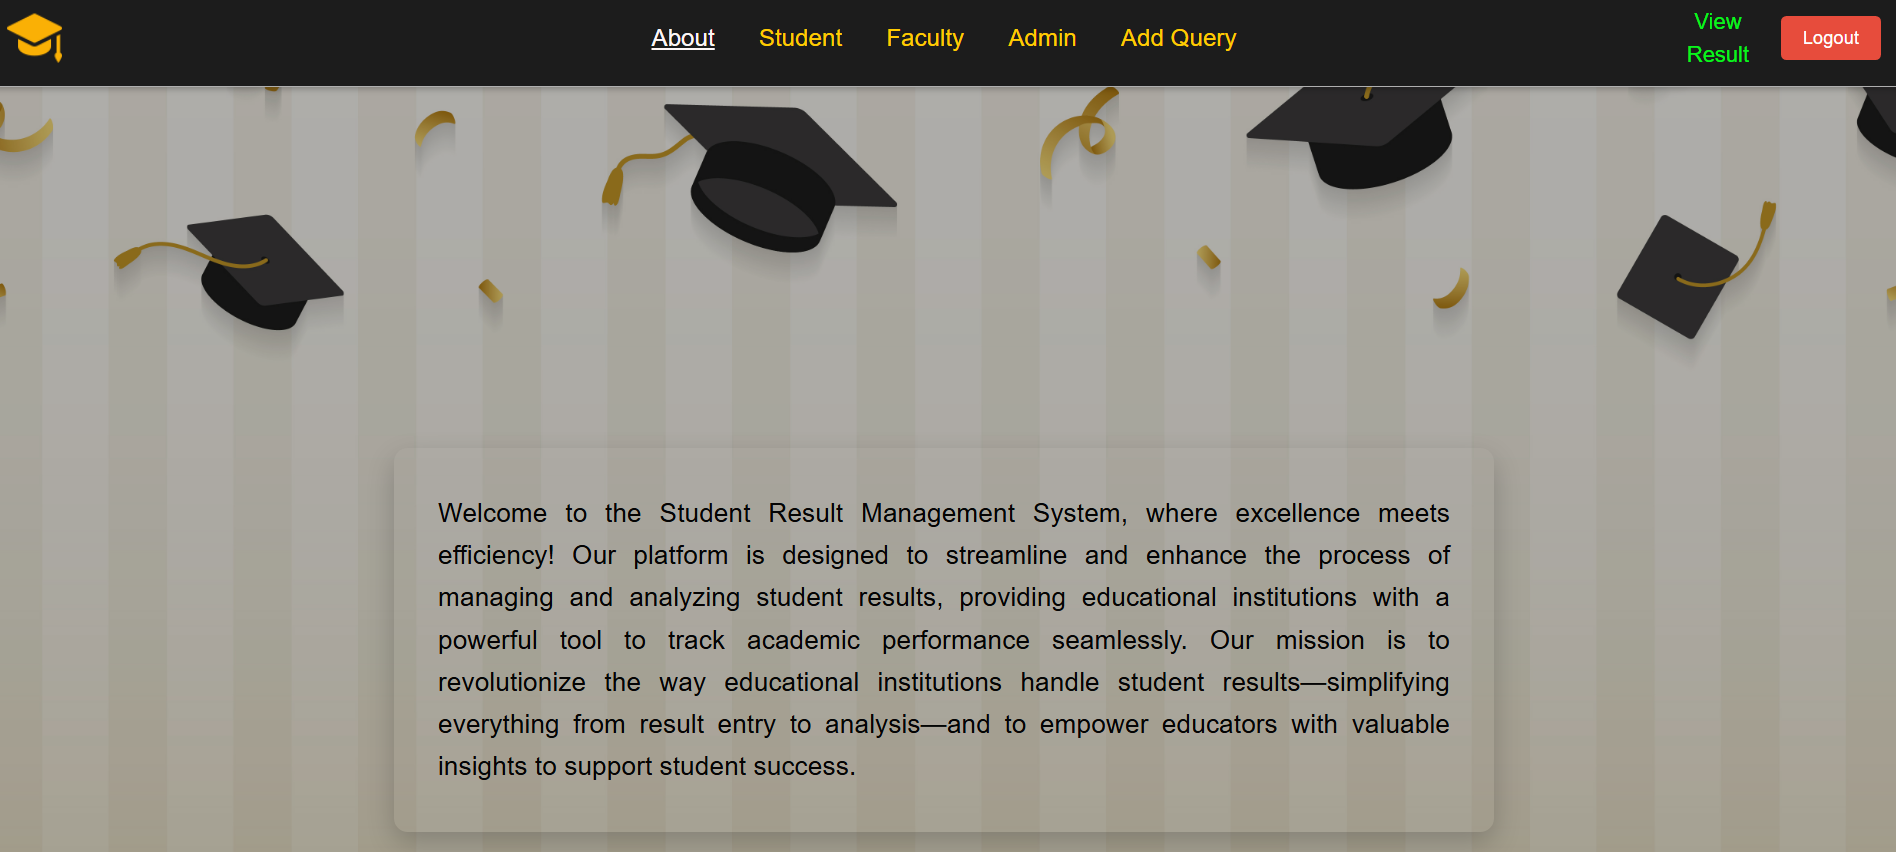 About Student Faculty Admin Add Query
View
Result
Logout
Welcome to the Student Result Management System, where excellence meets
efficiency! Our platform is designed to streamline and enhance the process of
managing and analyzing student results, providing educational institutions with a
powerful tool to track academic performance seamlessly. Our mission is to
revolutionize the way educational institutions handle student results—simplifying
everything from result entry to analysis—and to empower educators with valuable
insights to support student success.